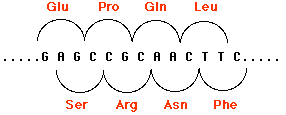 Glu Pro Gln Leu
.....G A G C C G C A A C T T C.....
Ser Arg Asn Phe